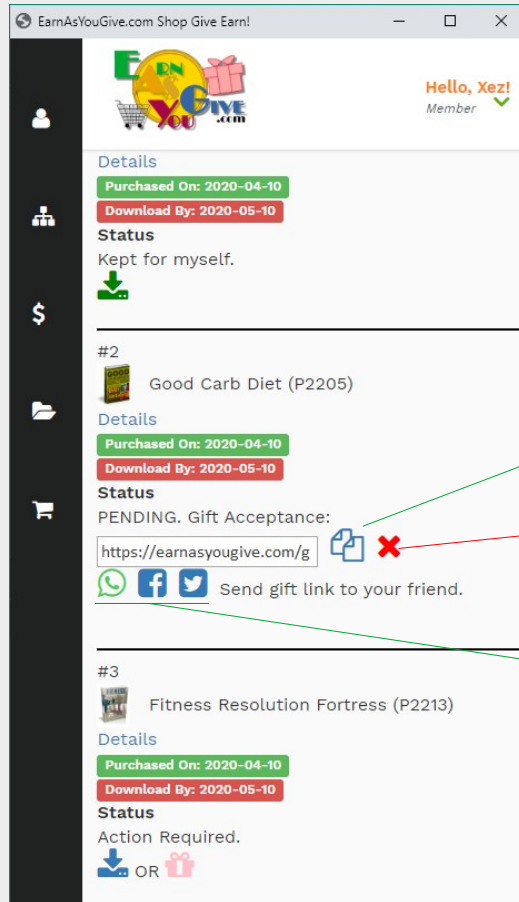 EarnAsYouGive.com Shop Give Earn!
EARN AS YOU GIVE .com
Hello, Xez!
Member
Details
Purchased On: 2020-04-10
Download By: 2020-05-10
Status
Kept for myself.
#2
Good Carb Diet (P2205)
Details
Purchased On: 2020-04-10
Download By: 2020-05-10
Status
PENDING. Gift Acceptance:
https://earnasyougive.com/g
Send gift link to your friend.
#3
Fitness Resolution Fortress (P2213)
Details
Purchased On: 2020-04-10
Download By: 2020-05-10
Status
Action Required.
OR